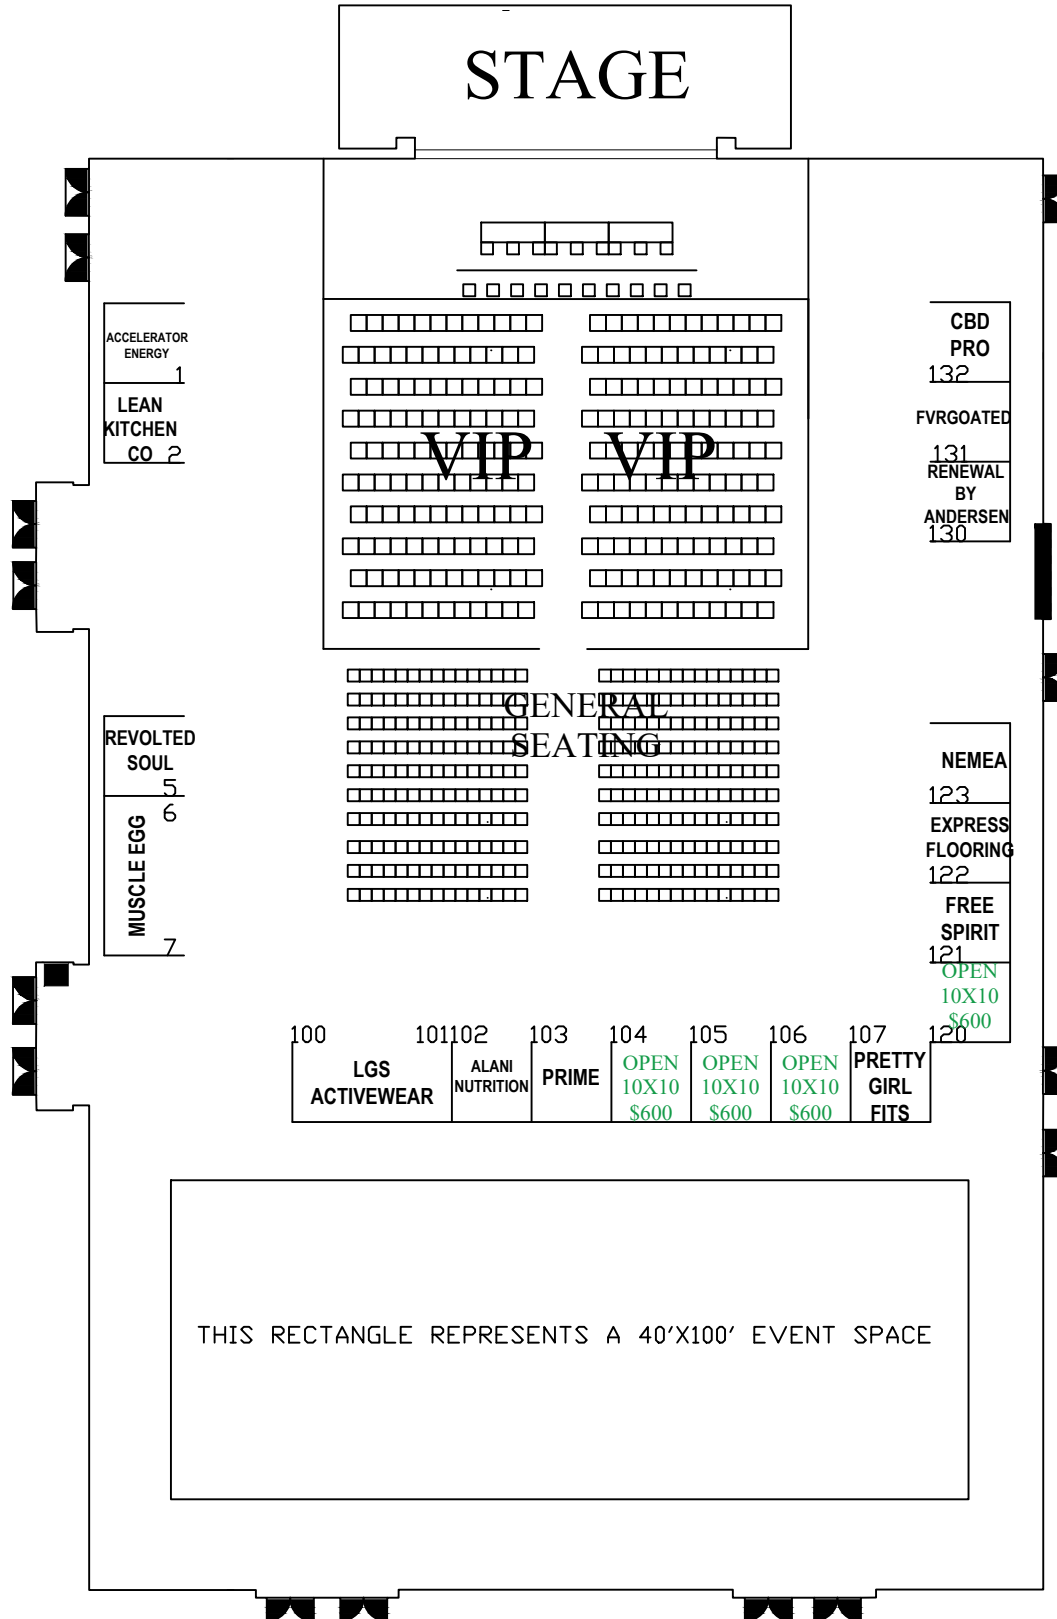 STAGE
ACCELERATOR
ENERGY
1
LEAN
KITCHEN
CO 2
CBD
PRO
132
FVRGOATED
131
RENEWAL
BY
ANDERSEN
130
VIP VIP
GENERAL
SEATING
REVOLTED
SOUL
5
6
MUSCLE EGG
7
NEMEA
123
EXPRESS
FLOORING
122
FREE
SPIRIT
121
OPEN
10X10
$600
120
100 101 102 103 104 105 106 107
LGS
ACTIVEWEAR
ALANI
NUTRITION
PRIME
OPEN
10X10
$600
OPEN
10X10
$600
OPEN
10X10
$600
PRETTY
GIRL
FITS
THIS RECTANGLE REPRESENTS A 40'X100' EVENT SPACE